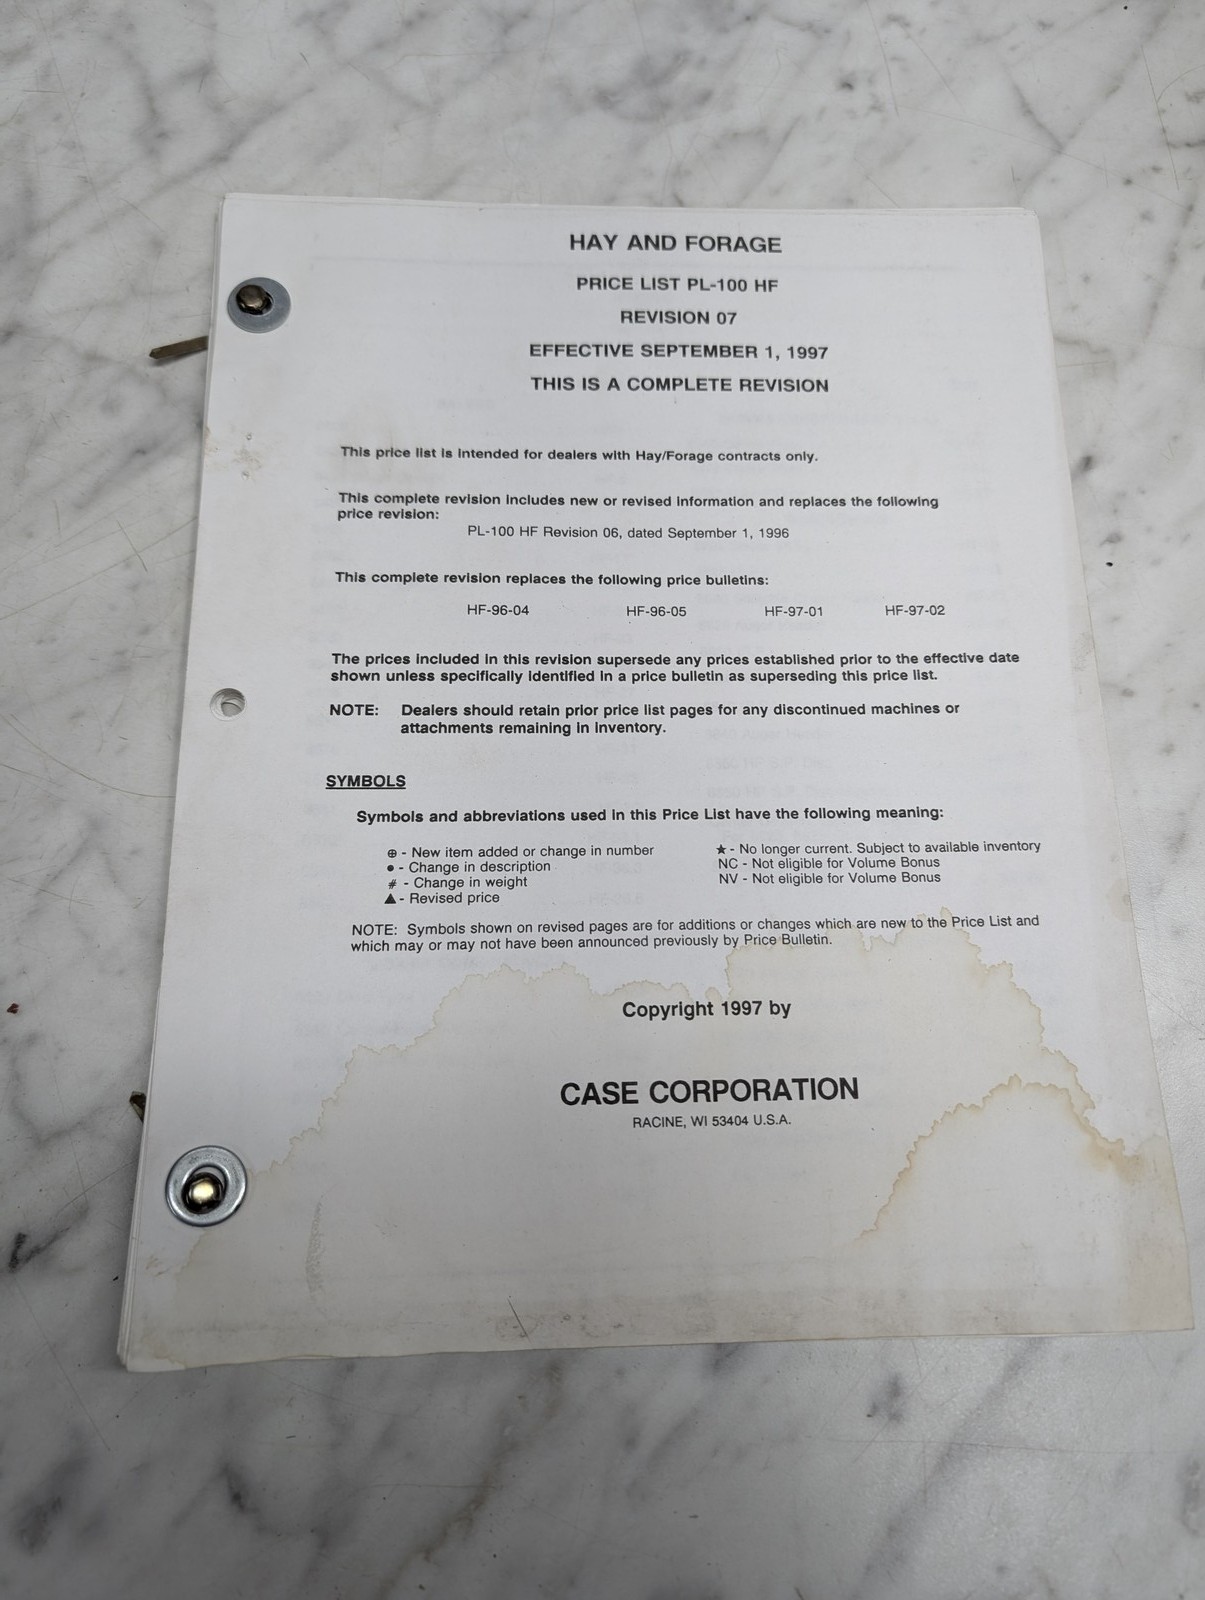 HAY AND FORAGE
PRICE LIST PL-100 HF
REVISION 07
EFFECTIVE SEPTEMBER 1, 1997
THIS IS A COMPLETE REVISION
This price list is intended for dealers with Hay/Forage contracts only.
This complete revision includes new or revised information and replaces the following
price revision:
PL-100 HF Revision 06, dated September 1, 1996
This complete revision replaces the following price bulletins:
HF-96-04 HF-96-05 HF-97-01 HF-97-02
The prices included in this revision supersede any prices established prior to the effective date
shown unless specifically identified in a price bulletin as superseding this price list.
NOTE: Dealers should retain prior price list pages for any discontinued machines or
attachments remaining in inventory.
SYMBOLS
Symbols and abbreviations used in this Price List have the following meaning:
⊕ - New item added or change in number
● - Change in description
# - Change in weight
▲ - Revised price
★ - No longer current. Subject to available inventory
NC - Not eligible for Volume Bonus
NV - Not eligible for Volume Bonus
NOTE: Symbols shown on revised pages are for additions or changes which are new to the Price List and
which may or may not have been announced previously by Price Bulletin.
Copyright 1997 by
CASE CORPORATION
RACINE, WI 53404 U.S.A.